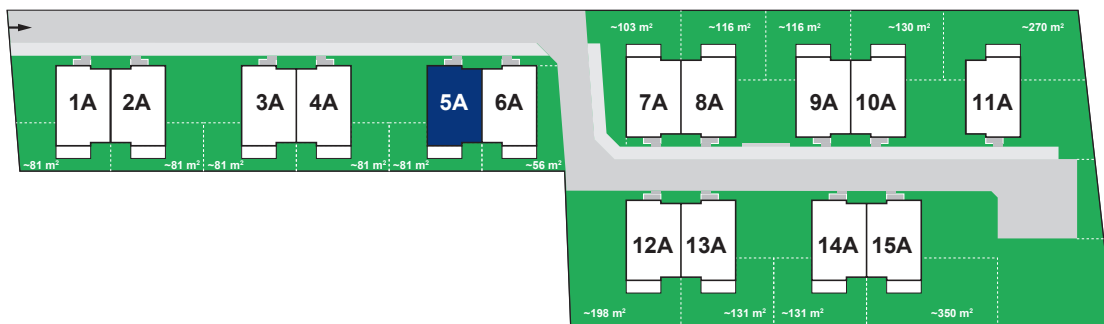 ~103 m²
~116 m²
~116 m²
~130 m²
~270 m²
1A
2A
3A
4A
5A
6A
7A
8A
9A
10A
11A
~81 m²
~81 m²
~81 m²
~81 m²
~81 m²
~56 m²
12A
13A
14A
15A
~198 m²
~131 m²
~131 m²
~350 m²